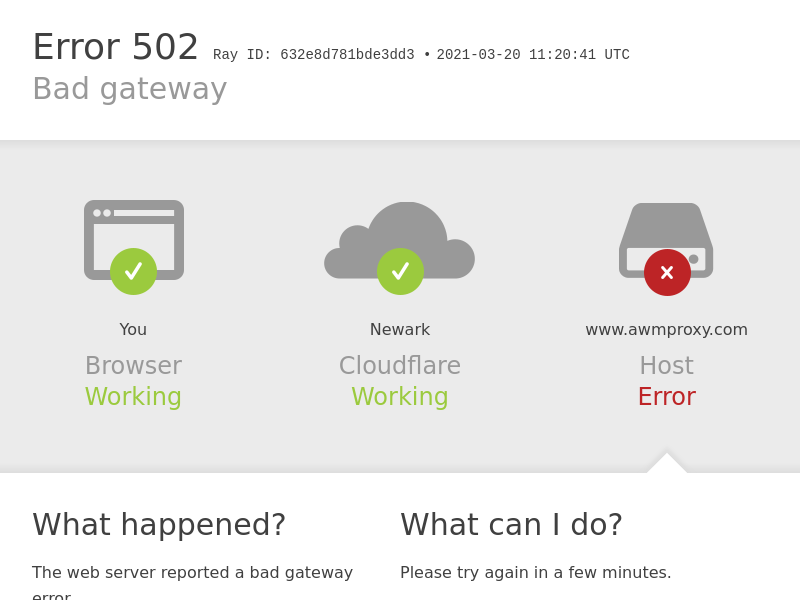 Error 502 Ray ID: 632e8d781bde3dd3 • 2021-03-20 11:20:41 UTC
Bad gateway
You
Browser
Working
Newark
Cloudflare
Working
www.awmproxy.com
Host
Error
What happened?
The web server reported a bad gateway
error.
What can I do?
Please try again in a few minutes.